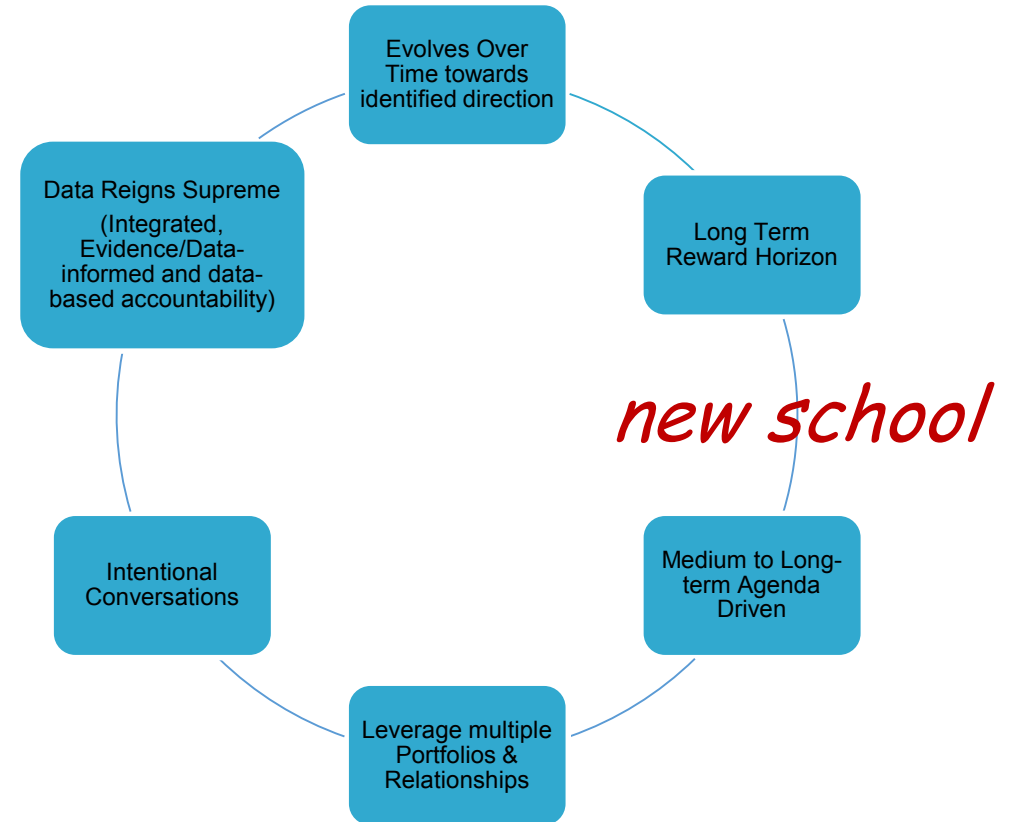 Evolves Over
Time towards
identified direction
Long Term
Reward Horizon
new school
Medium to Long-
term Agenda
Driven
Leverage multiple
Portfolios &
Relationships
Intentional
Conversations
Data Reigns Supreme
(Integrated,
Evidence/Data-
informed and data-
based accountability)